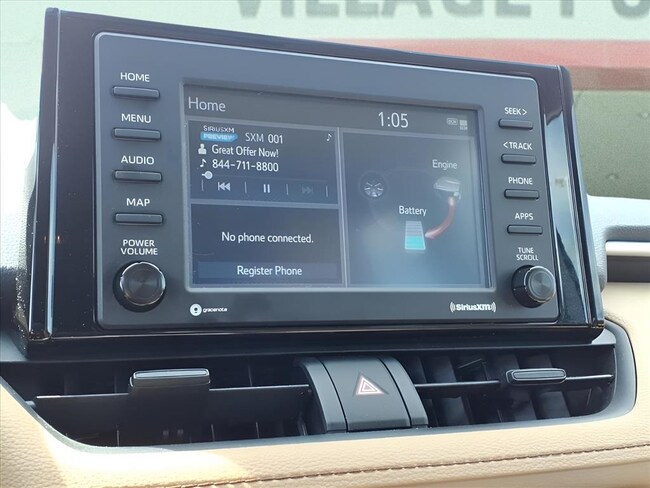 VILLAGE
HOME
MENU
AUDIO
MAP
POWER
VOLUME
Home
1:05
SIRIUSXM
PREVIEW
SXM 001
Great Offer Now!
844-711-8800
No phone connected.
Register Phone
Engine
Battery
SEEK >
< TRACK
PHONE
APPS
TUNE
SCROLL
gracenote
SiriusXM